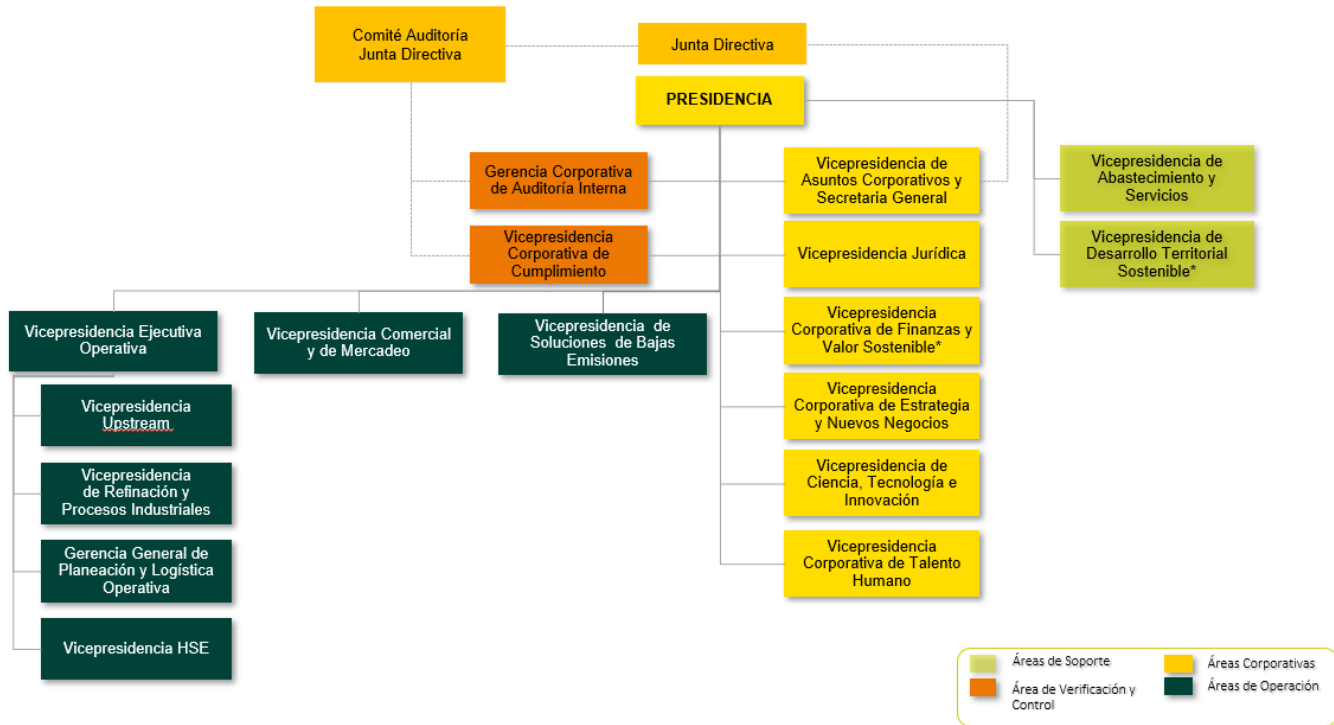 Comité Auditoría
Junta Directiva
Junta Directiva
PRESIDENCIA
Gerencia Corporativa
de Auditoría Interna
Vicepresidencia de
Asuntos Corporativos y
Secretaria General
Vicepresidencia de
Abastecimiento y
Servicios
Vicepresidencia
Corporativa de
Cumplimiento
Vicepresidencia Jurídica
Vicepresidencia de
Desarrollo Territorial
Sostenible*
Vicepresidencia Ejecutiva
Operativa
Vicepresidencia Comercial
y de Mercadeo
Vicepresidencia de
Soluciones de Bajas
Emisiones
Vicepresidencia
Corporativa de Finanzas y
Valor Sostenible*
Vicepresidencia
Upstream
Vicepresidencia
Corporativa de Estrategia
y Nuevos Negocios
Vicepresidencia
de Refinación y
Procesos Industriales
Vicepresidencia de
Ciencia, Tecnología e
Innovación
Gerencia General de
Planeación y Logística
Operativa
Vicepresidencia
Corporativa de Talento
Humano
Vicepresidencia HSE
Áreas de Soporte
Áreas Corporativas
Área de Verificación y
Control
Áreas de Operación